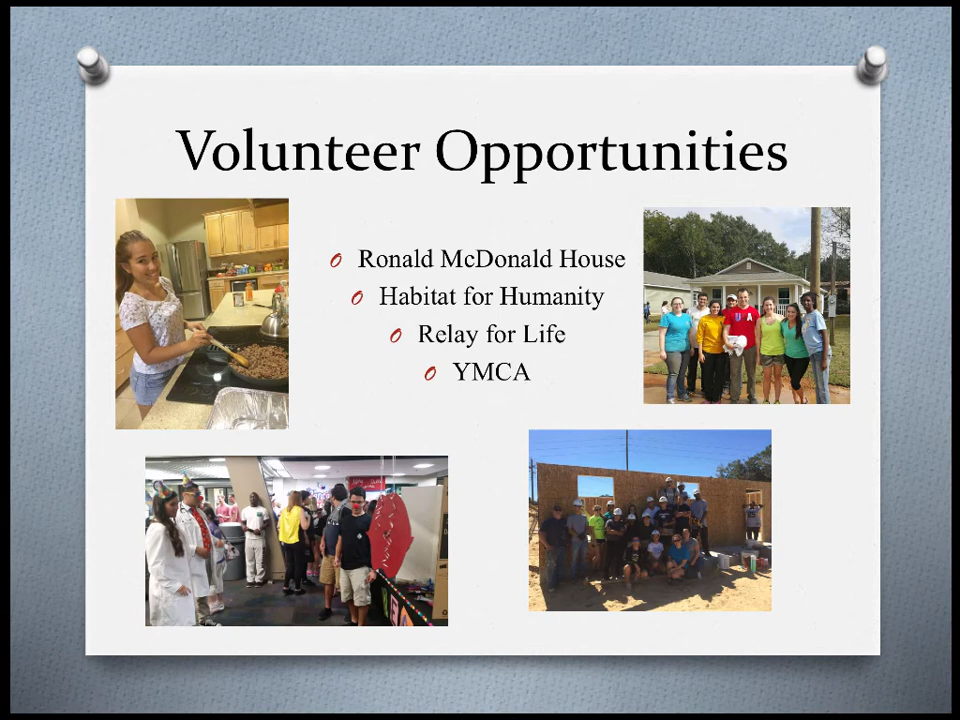 Volunteer Opportunities
Ronald McDonald House
Habitat for Humanity
Relay for Life
YMCA
U A